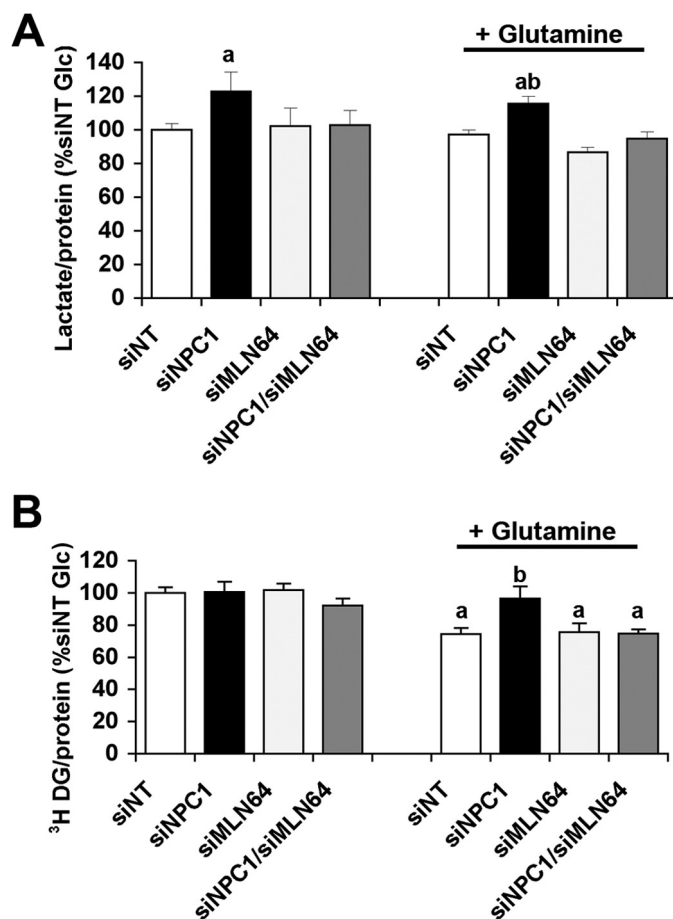 A
+ Glutamine
Lactate/protein (%siNT Glc)
140
120
100
80
60
40
20
0
a
ab
siNT
siNPC1
siMLN64
siNPC1/siMLN64
siNT
siNPC1
siMLN64
siNPC1/siMLN64
B
+ Glutamine
³H DG/protein (%siNT Glc)
120
100
80
60
40
20
0
a
b
a
a
siNT
siNPC1
siMLN64
siNPC1/siMLN64
siNT
siNPC1
siMLN64
siNPC1/siMLN64